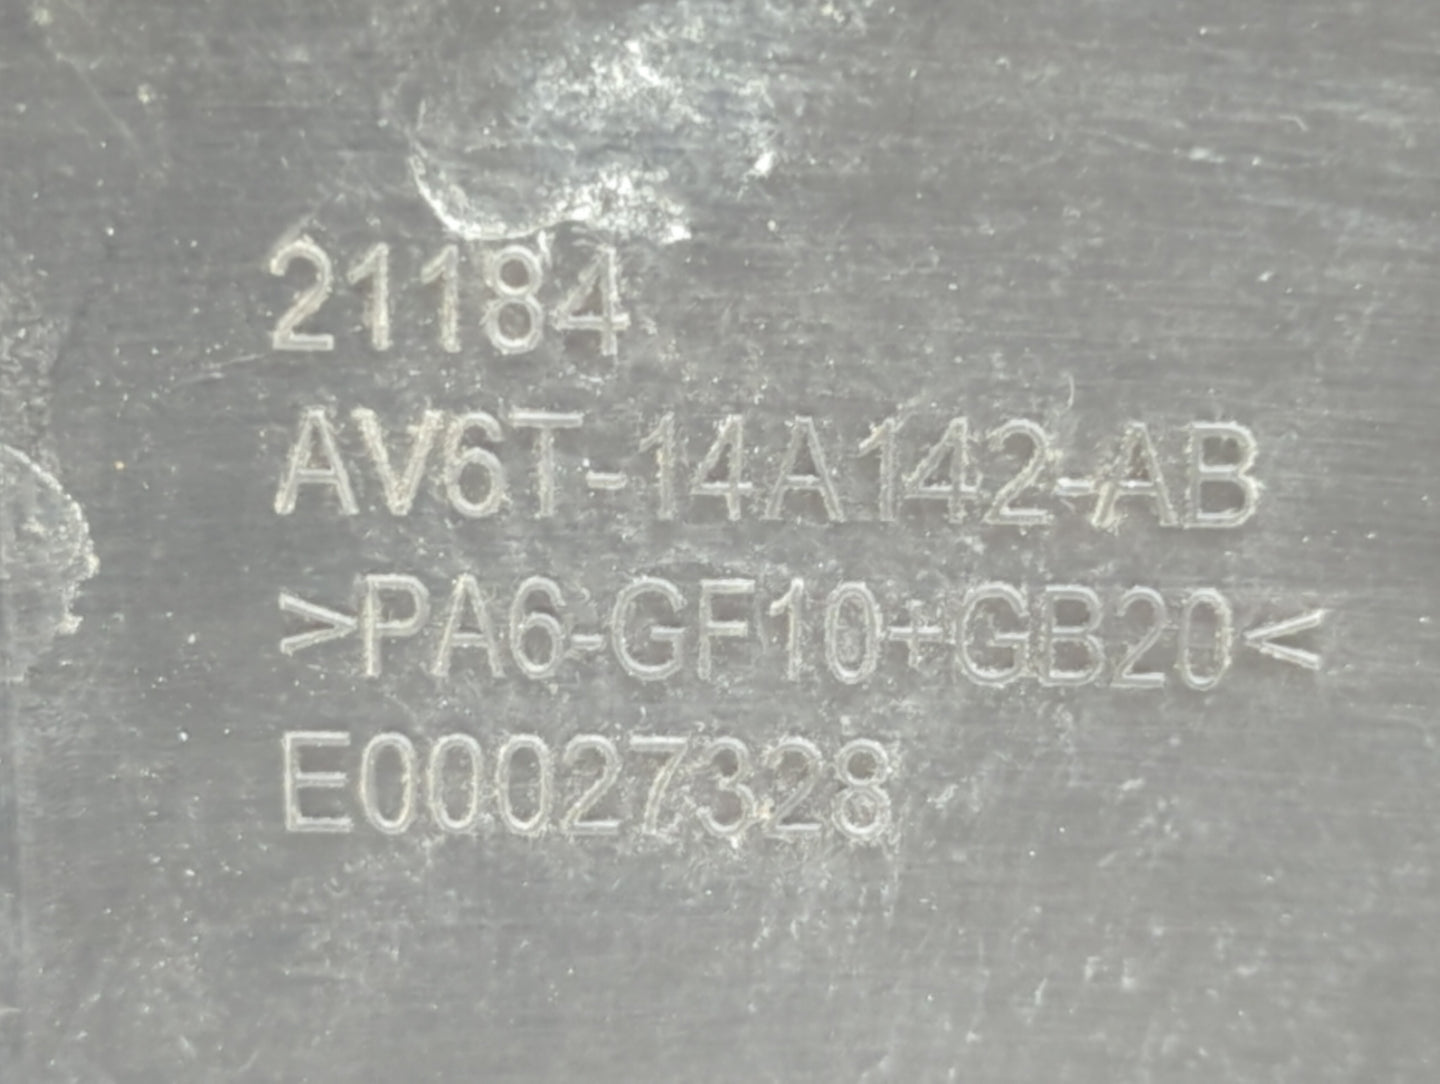 21184
AV6T-14A142-AB
>PA6-GF10+GB20<
E00027328